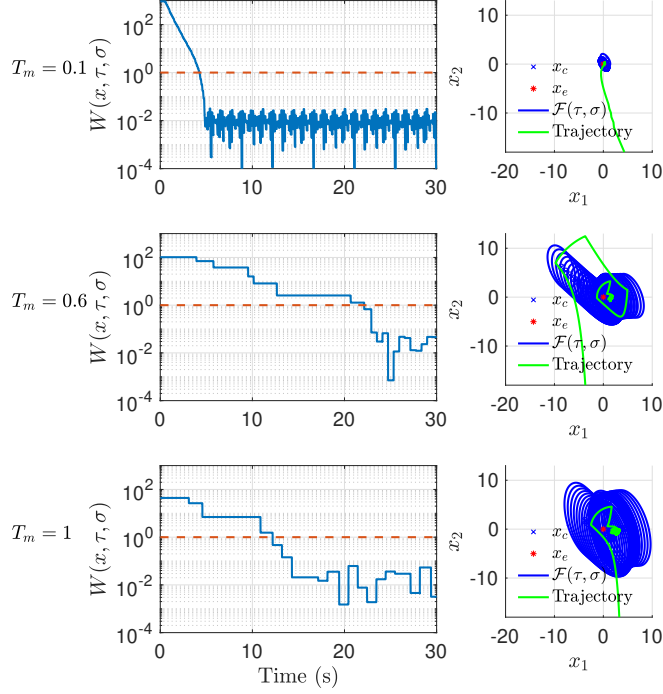 T_m = 0.1
W(x, τ, σ)
10^2
10^0
10^-2
10^-4
0 10 20 30
x_2
10
0
-10
× x_c
* x_e
F(τ, σ)
Trajectory
-20 -10 0 10
x_1
T_m = 0.6
W(x, τ, σ)
10^2
10^0
10^-2
10^-4
0 10 20 30
x_2
10
0
-10
× x_c
* x_e
F(τ, σ)
Trajectory
-20 -10 0 10
x_1
T_m = 1
W(x, τ, σ)
10^2
10^0
10^-2
10^-4
0 10 20 30
Time (s)
x_2
10
0
-10
× x_c
* x_e
F(τ, σ)
Trajectory
-20 -10 0 10
x_1